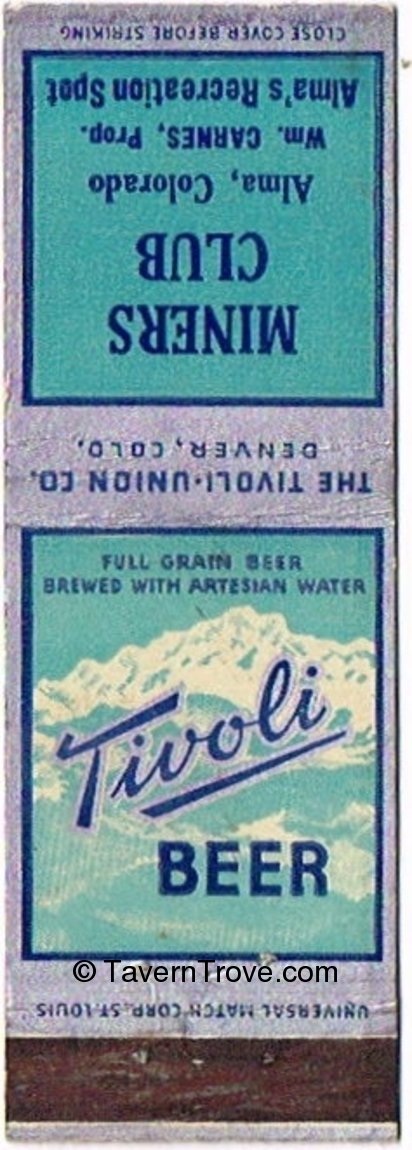 CLOSE COVER BEFORE STRIKING
MINERS
CLUB
Alma, Colorado
Wm. CARNES, Prop.
Alma's Recreation Spot
THE TIVOLI-UNION CO.
DENVER, COLO.
FULL GRAIN BEER
BREWED WITH ARTESIAN WATER
Tivoli
BEER
© TavernTrove.com
UNIVERSAL MATCH CORP., ST. LOUIS